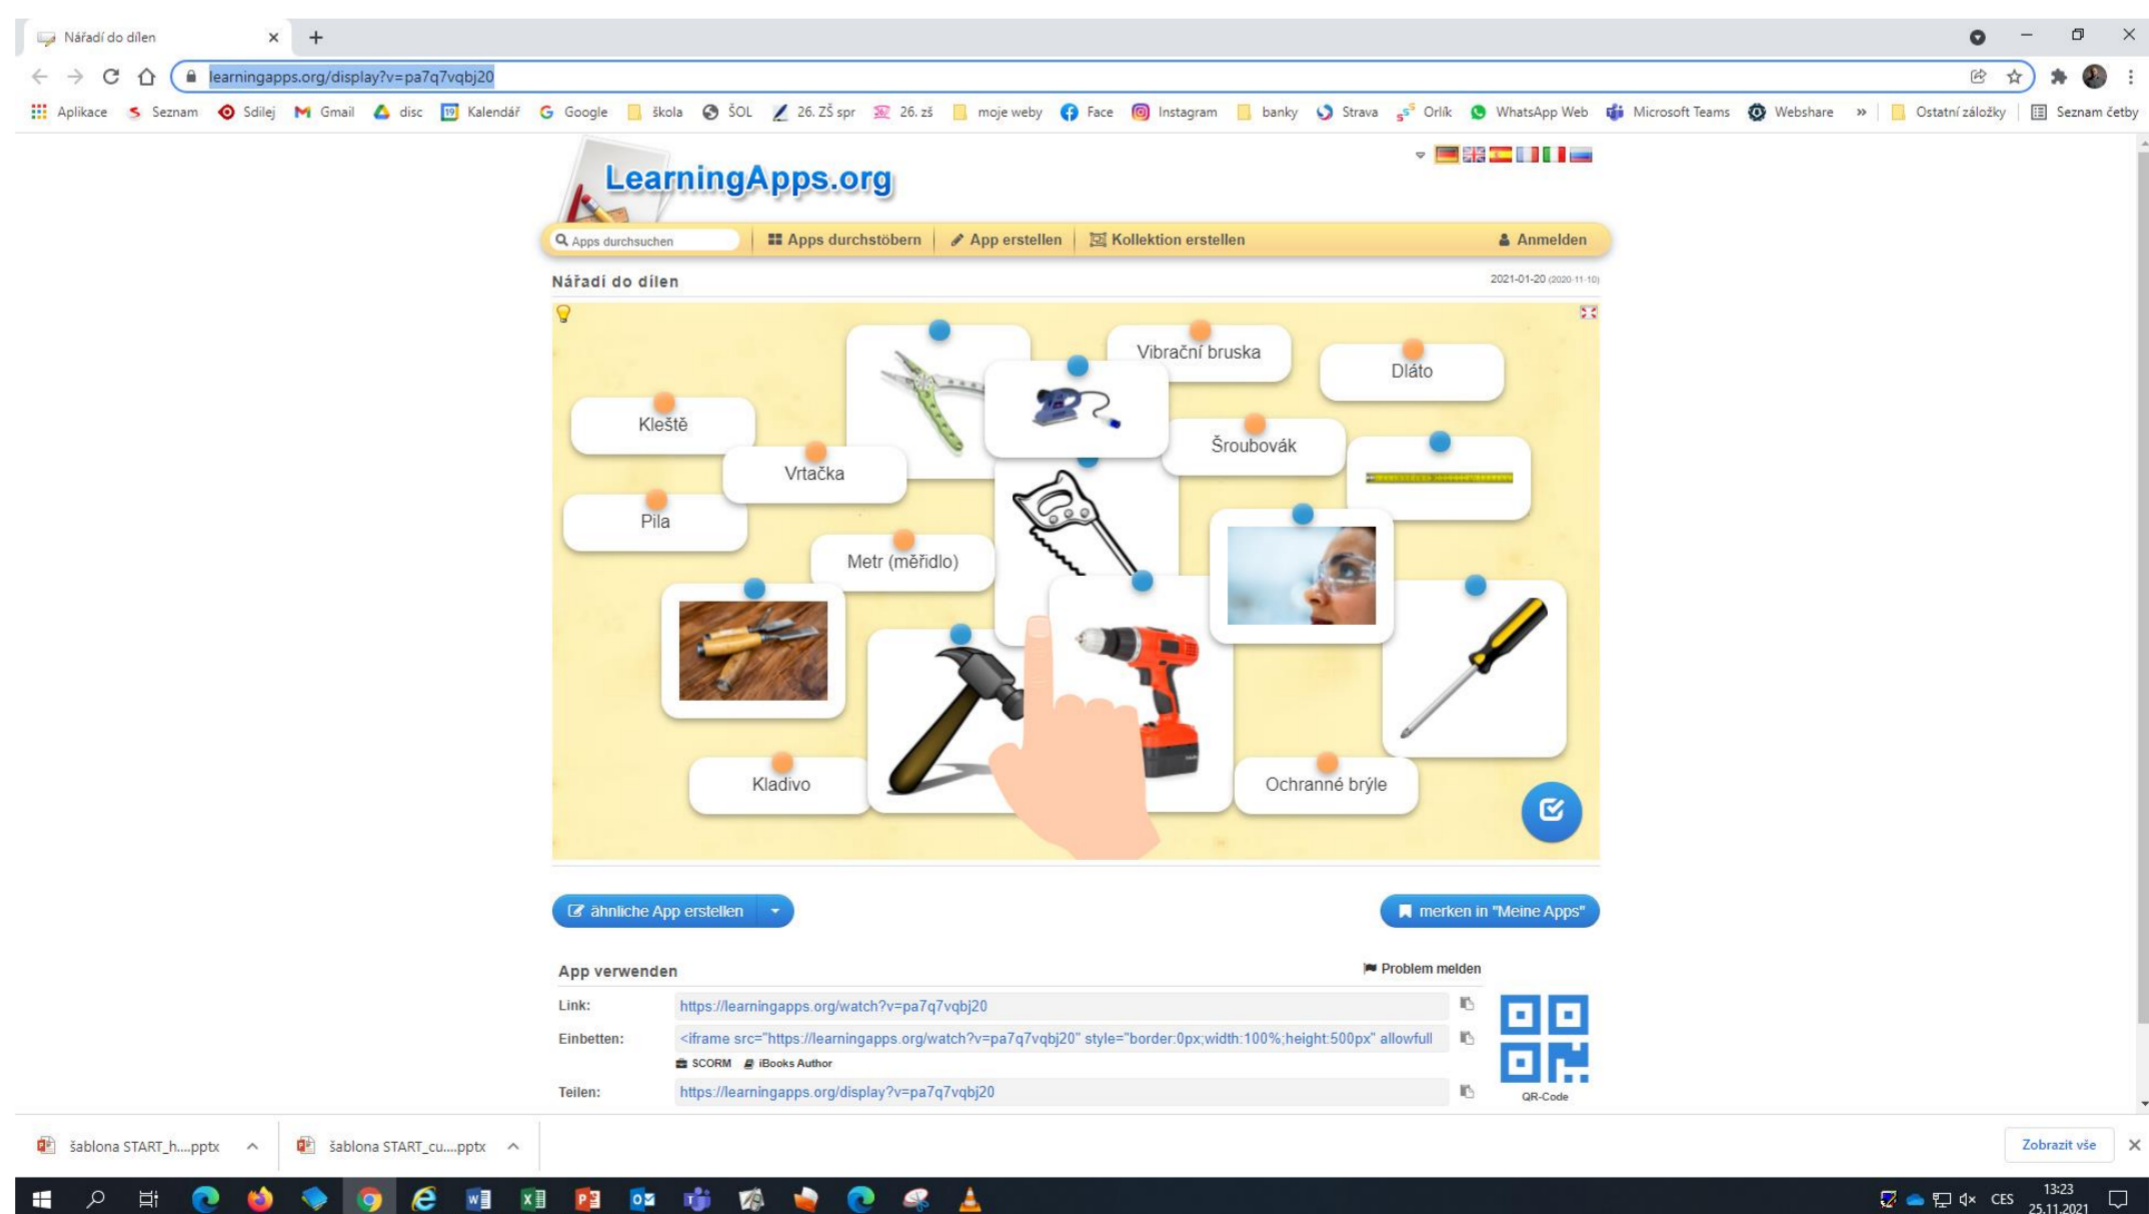 Nářadí do dílen
learningapps.org/display?v=pa7q7vqbj20
Aplikace Seznam Sdilej Gmail disc Kalendář Google škola ŠOL 26. ZŠ spr 26. zš moje weby Face Instagram banky Strava Orlík WhatsApp Web Microsoft Teams Webshare » Ostatní záložky Seznam četby
LearningApps.org
Apps durchsuchen Apps durchstöbern App erstellen Kollektion erstellen Anmelden
Nářadí do dílen 2021-01-20 (2020-11-10)
Vibrační bruska
Dláto
Kleště
Šroubovák
Vrtačka
Pila
Metr (měřidlo)
Kladivo
Ochranné brýle
ähnliche App erstellen merken in "Meine Apps"
App verwenden Problem melden
Link: https://learningapps.org/watch?v=pa7q7vqbj20
Einbetten: <iframe src="https://learningapps.org/watch?v=pa7q7vqbj20" style="border:0px;width:100%;height:500px" allowfull
SCORM iBooks Author
Teilen: https://learningapps.org/display?v=pa7q7vqbj20
QR-Code
šablona START_h....pptx šablona START_cu....pptx Zobrazit vše
CES 13:23
25.11.2021